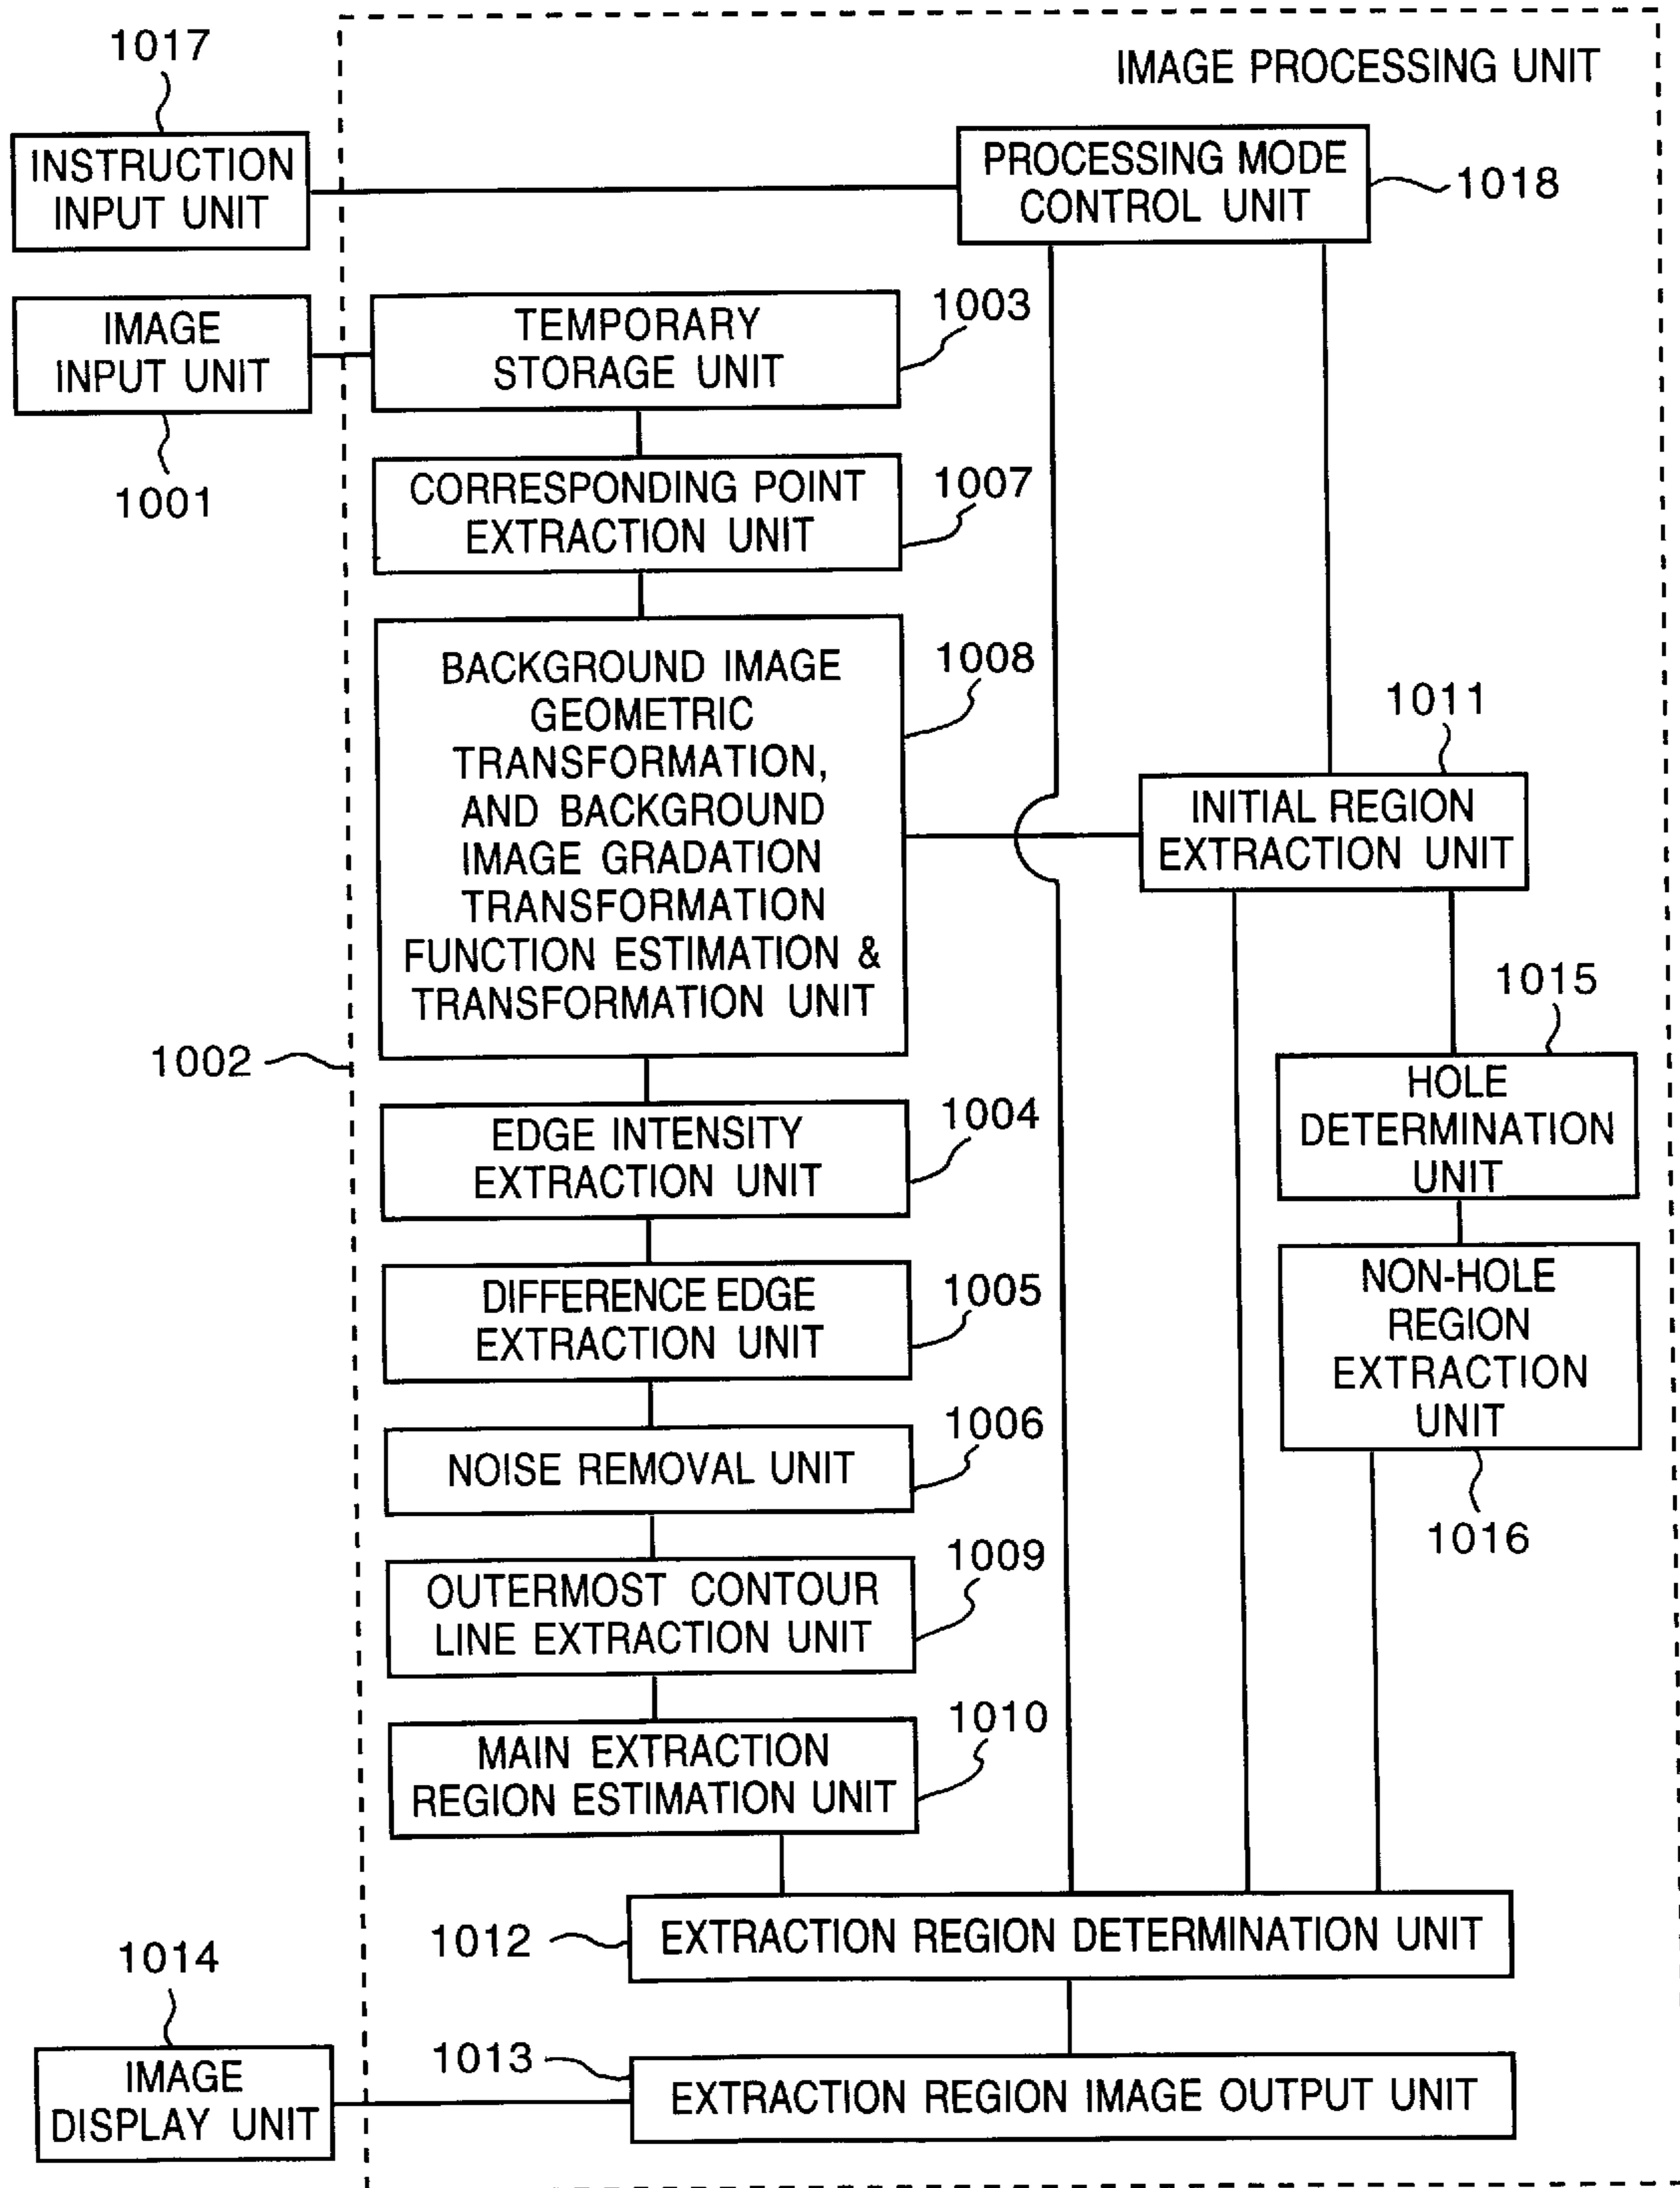 1017
IMAGE PROCESSING UNIT
INSTRUCTION
INPUT UNIT
PROCESSING MODE
CONTROL UNIT
1018
IMAGE
INPUT UNIT
1001
TEMPORARY
STORAGE UNIT
1003
CORRESPONDING POINT
EXTRACTION UNIT
1007
BACKGROUND IMAGE
GEOMETRIC
TRANSFORMATION,
AND BACKGROUND
IMAGE GRADATION
TRANSFORMATION
FUNCTION ESTIMATION &
TRANSFORMATION UNIT
1008
1011
INITIAL REGION
EXTRACTION UNIT
1002
1015
HOLE
DETERMINATION
UNIT
EDGE INTENSITY
EXTRACTION UNIT
1004
DIFFERENCE EDGE
EXTRACTION UNIT
1005
NON-HOLE
REGION
EXTRACTION
UNIT
1016
NOISE REMOVAL UNIT
1006
OUTERMOST CONTOUR
LINE EXTRACTION UNIT
1009
MAIN EXTRACTION
REGION ESTIMATION UNIT
1010
1012
EXTRACTION REGION DETERMINATION UNIT
1014
IMAGE
DISPLAY UNIT
1013
EXTRACTION REGION IMAGE OUTPUT UNIT